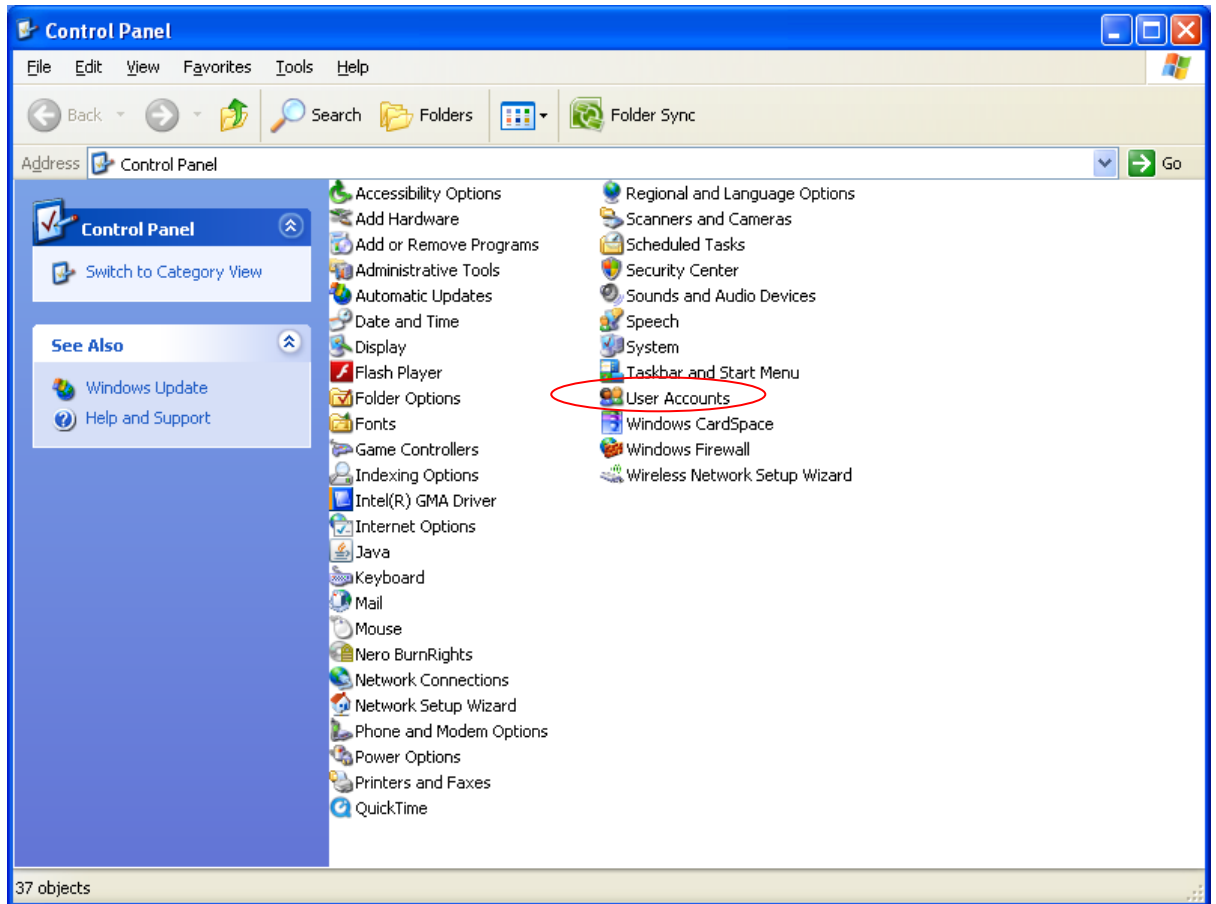 Control Panel
File Edit View Favorites Tools Help
Back Search Folders Folder Sync
Address Control Panel Go
Control Panel
Switch to Category View
See Also
Windows Update
Help and Support
Accessibility Options
Add Hardware
Add or Remove Programs
Administrative Tools
Automatic Updates
Date and Time
Display
Flash Player
Folder Options
Fonts
Game Controllers
Indexing Options
Intel(R) GMA Driver
Internet Options
Java
Keyboard
Mail
Mouse
Nero BurnRights
Network Connections
Network Setup Wizard
Phone and Modem Options
Power Options
Printers and Faxes
QuickTime
Regional and Language Options
Scanners and Cameras
Scheduled Tasks
Security Center
Sounds and Audio Devices
Speech
System
Taskbar and Start Menu
User Accounts
Windows CardSpace
Windows Firewall
Wireless Network Setup Wizard
37 objects